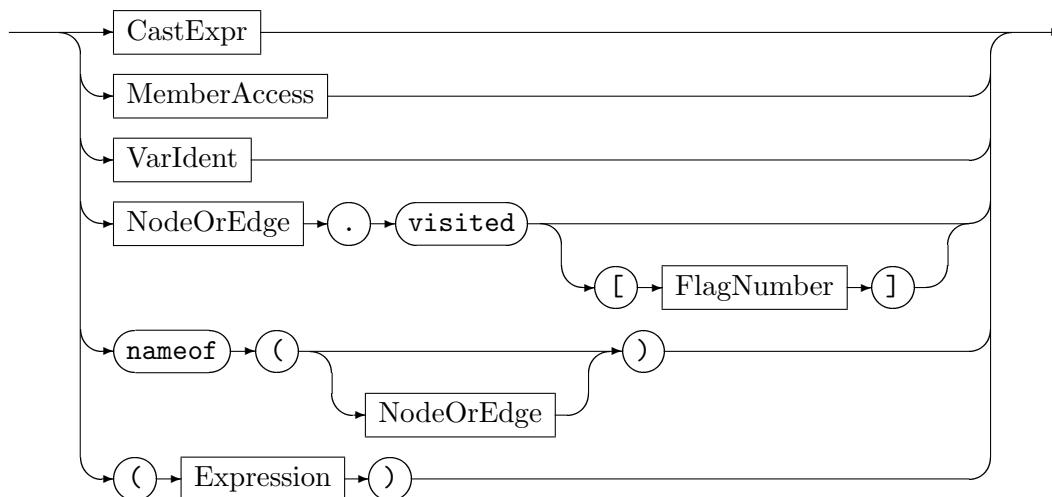 CastExpr
MemberAccess
VarIdent
NodeOrEdge . visited
[ FlagNumber ]
nameof ( )
NodeOrEdge
( Expression )